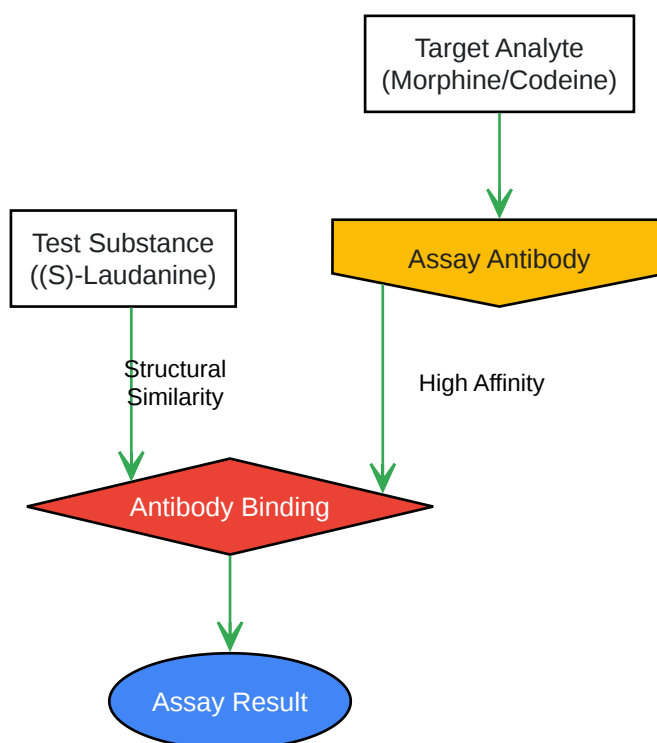 Target Analyte
(Morphine/Codeine)
Test Substance
((S)-Laudanine)
Assay Antibody
Structural
Similarity
High Affinity
Antibody Binding
Assay Result